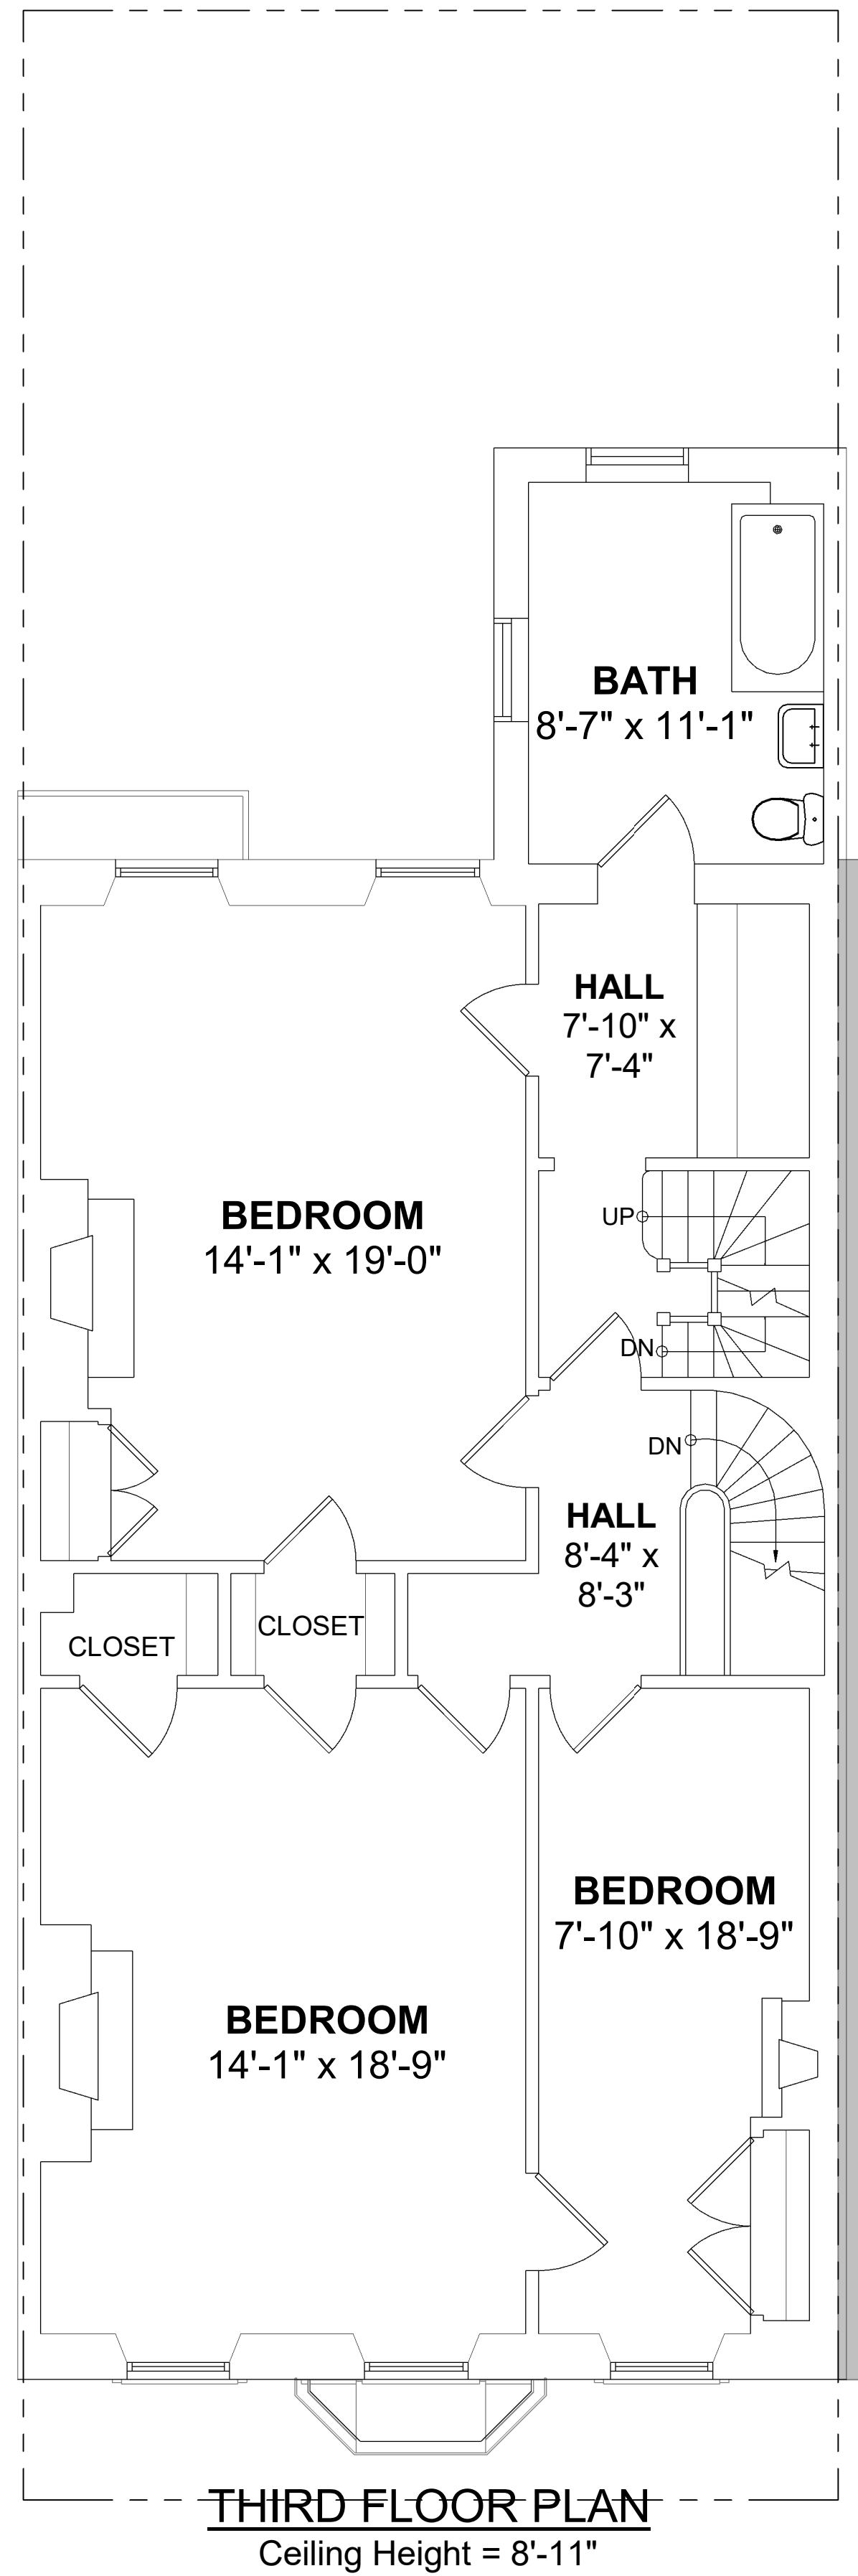 BATH
8'-7" x 11'-1"
HALL
7'-10" x
7'-4"
BEDROOM
14'-1" x 19'-0"
UP
DN
DN
HALL
8'-4" x
8'-3"
CLOSET
CLOSET
BEDROOM
7'-10" x 18'-9"
BEDROOM
14'-1" x 18'-9"
THIRD FLOOR PLAN
Ceiling Height = 8'-11"